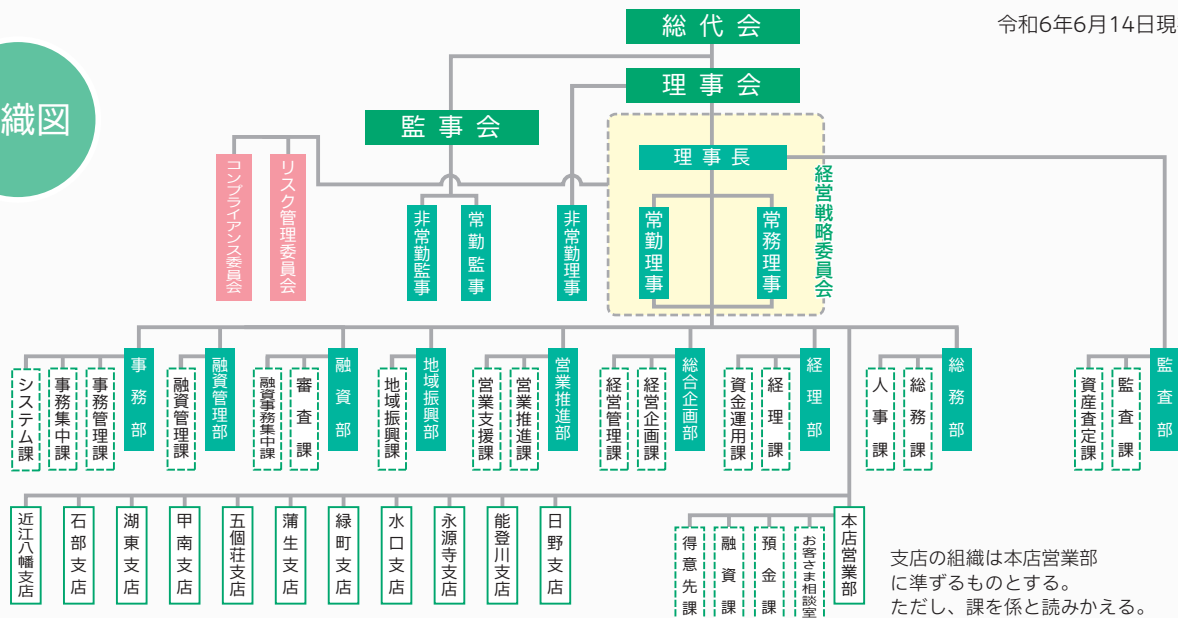 総代会
令和6年6月14日現
織図
理事会
監事会
理事長
経営戦略委員会
コンプライアンス委員会
リスク管理委員会
非常勤監事
常勤監事
非常勤理事
常勤理事
常務理事
システム課
事務集中課
事務管理課
事務部
融資管理課
融資管理部
融資事務集中課
審査課
融資部
地域振興課
地域振興部
営業支援課
営業推進課
営業推進部
経営管理課
経営企画課
総合企画部
資金運用課
経理課
経理部
人事課
総務課
総務部
資産査定課
監査課
監査部
近江八幡支店
石部支店
湖東支店
甲南支店
五個荘支店
蒲生支店
緑町支店
水口支店
永源寺支店
能登川支店
日野支店
得意先課
融資課
預金課
お客さま相談室
本店営業部
支店の組織は本店営業部
に準ずるものとする。
ただし、課を係と読みかえる。